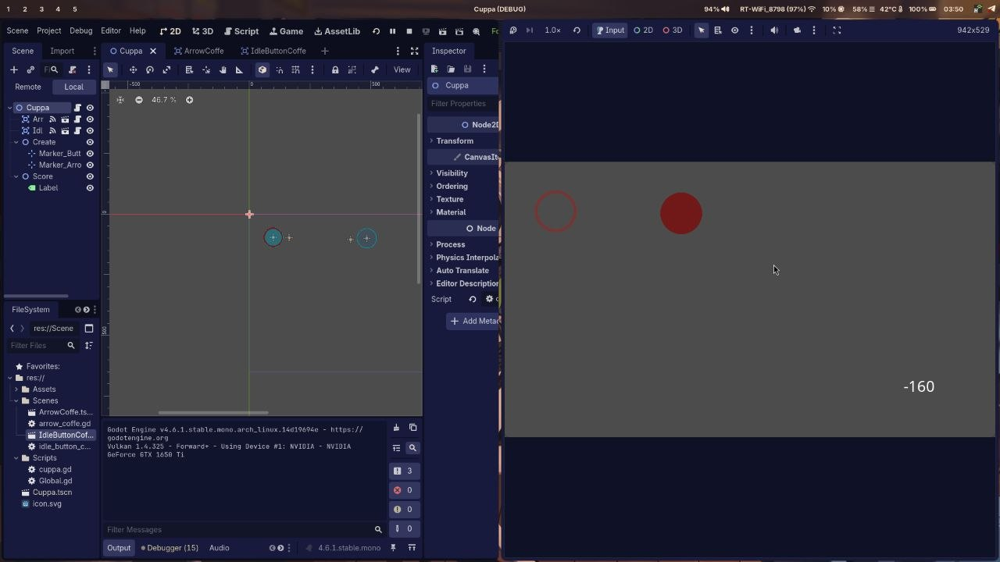 1 2 3 4 5 Cuppa (DEBUG) 94% RT-WiFi_8798 (97%) 10% 58% 42°C 100% 03:50
Scene Project Debug Editor Help 2D 3D Script Game AssetLib
1.0x Input 2D 3D 942x529
Scene Import
Cuppa ArrowCoffe IdleButtonCoffe
Inspector
View
Remote Local
-500 0 500
Cuppa
46.7 %
Filter Properties
Cuppa
Arr
Idl
Create
Marker_Butt
Marker_Arro
Score
Label
Node2D
Transform
CanvasIte
Visibility
Ordering
Texture
Material
Node
Process
Physics Interpola
Auto Translate
Editor Description
Script
Add Metad
0
500
-160
FileSystem
res://Scene
Filter Files
Favorites:
res://
Assets
Scenes
ArrowCoffe.ts...
arrow_coffe.gd
IdleButtonCof...
idle_button_c...
Scripts
cuppa.gd
Global.gd
Cuppa.tscn
icon.svg
Godot Engine v4.6.1.stable.mono.arch_linux.14d19694e - https://
godotengine.org
Vulkan 1.4.325 - Forward+ - Using Device #1: NVIDIA - NVIDIA
GeForce GTX 1650 Ti
3
0
0
0
Filter Messages
Output Debugger (15) Audio 4.6.1.stable.mono